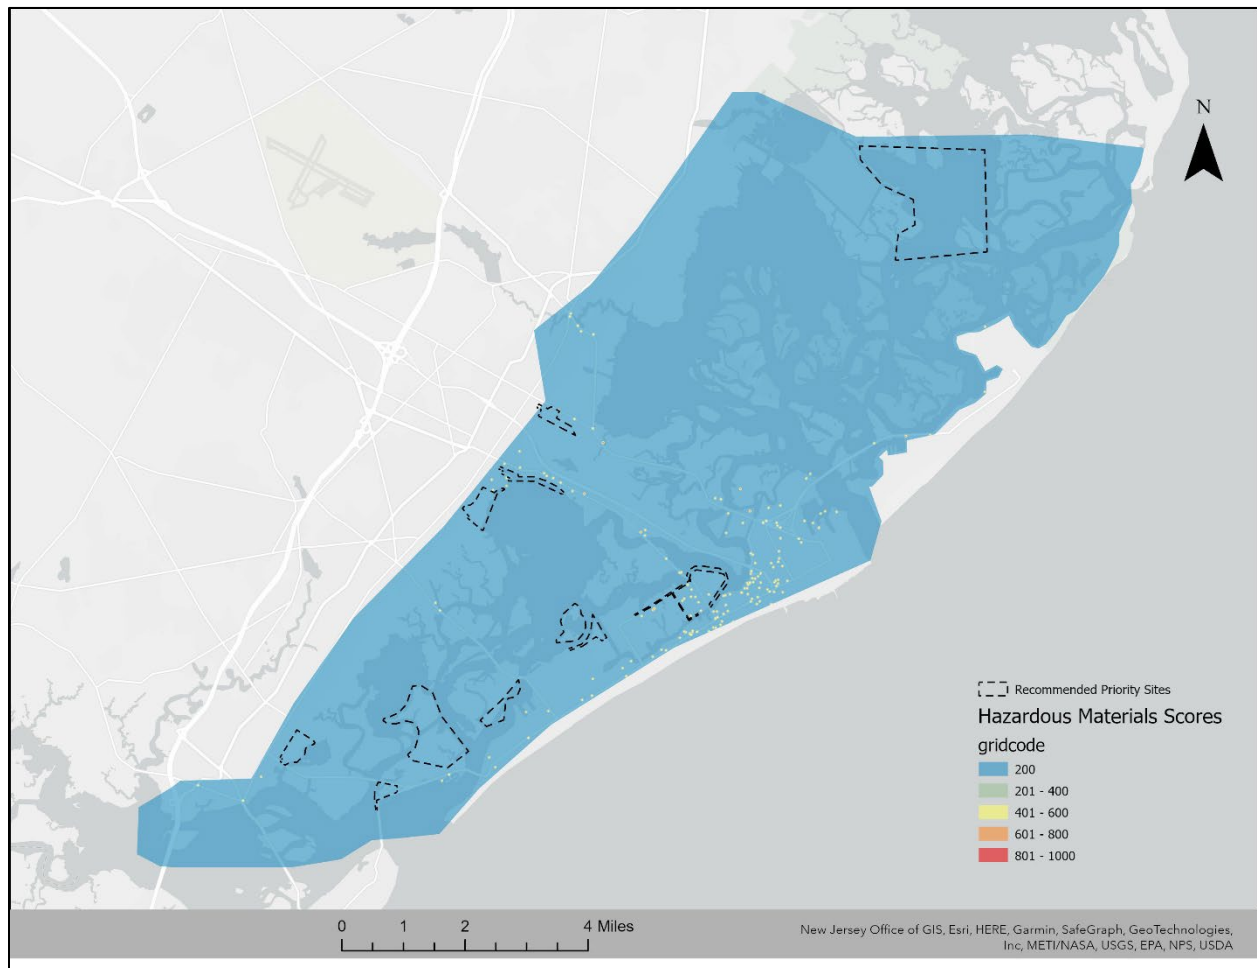 N
Recommended Priority Sites
Hazardous Materials Scores
gridcode
200
201 - 400
401 - 600
601 - 800
801 - 1000
0 1 2 4 Miles
New Jersey Office of GIS, Esri, HERE, Garmin, SafeGraph, GeoTechnologies,
Inc, METI/NASA, USGS, EPA, NPS, USDA